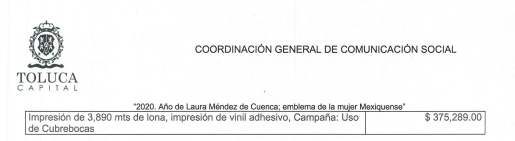 COORDINACIÓN GENERAL DE COMUNICACIÓN SOCIAL
TOLUCA
CAPITAL
"2020. Año de Laura Méndez de Cuenca; emblema de la mujer Mexiquense"
Impresión de 3,890 mts de lona, impresión de vinil adhesivo, Campaña: Uso $ 375,289.00
de Cubrebocas